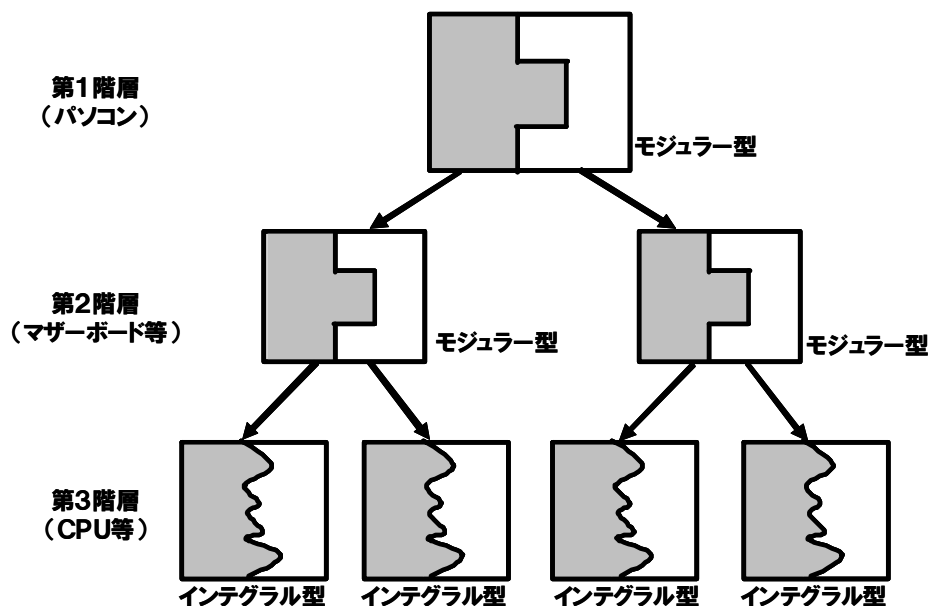 第1階層
(パソコン)
モジュラー型
第2階層
(マザーボード等)
モジュラー型
モジュラー型
第3階層
(CPU等)
インテグラル型
インテグラル型
インテグラル型
インテグラル型